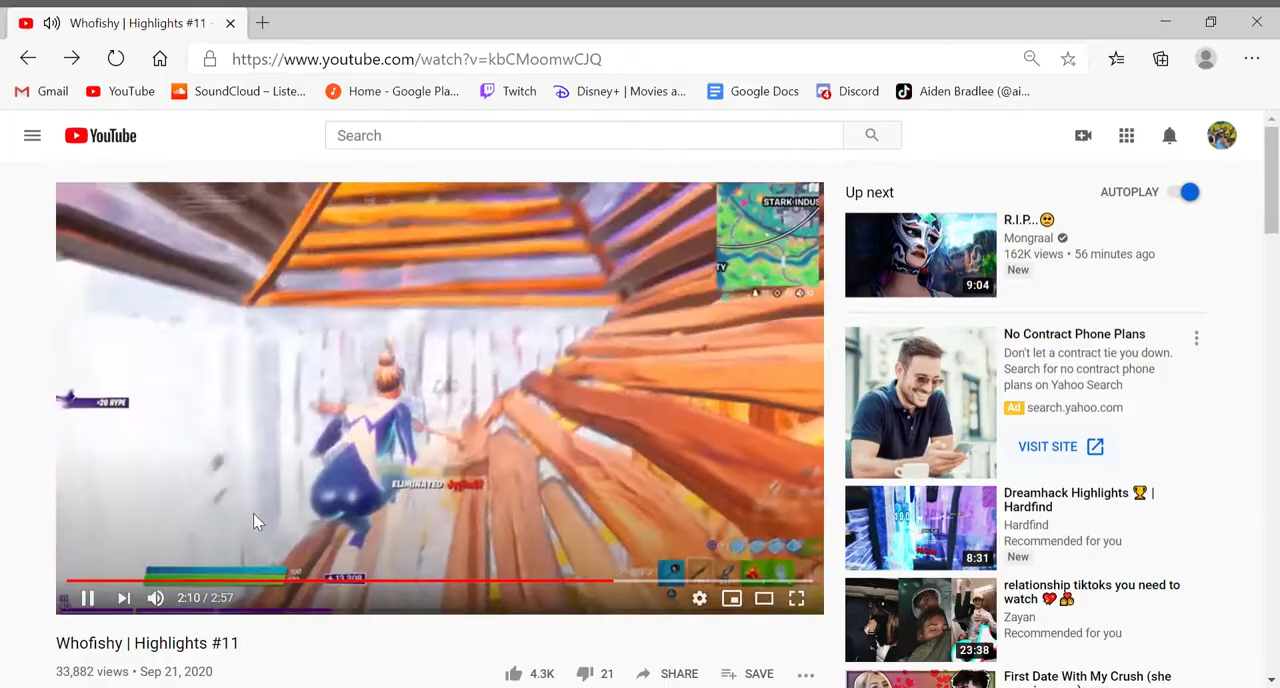 Whofishy | Highlights #11 -
https://www.youtube.com/watch?v=kbCMoomwCJQ
Gmail
YouTube
SoundCloud – Liste...
Home - Google Pla...
Twitch
Disney+ | Movies a...
Google Docs
Discord
Aiden Bradlee (@ai...
YouTube
Search
STARK INDUS
TY
+20 HYPE
ELIMINATED
100
2:10 / 2:57
Whofishy | Highlights #11
33,882 views • Sep 21, 2020
4.3K
21
SHARE
SAVE
Up next
AUTOPLAY
R.I.P...😔
Mongraal
162K views • 56 minutes ago
New
9:04
No Contract Phone Plans
Don't let a contract tie you down.
Search for no contract phone
plans on Yahoo Search
Ad search.yahoo.com
VISIT SITE
Dreamhack Highlights 🏆 |
Hardfind
Hardfind
Recommended for you
New
8:31
relationship tiktoks you need to
watch 💖👩‍❤️‍👨
Zayan
Recommended for you
23:38
First Date With My Crush (she